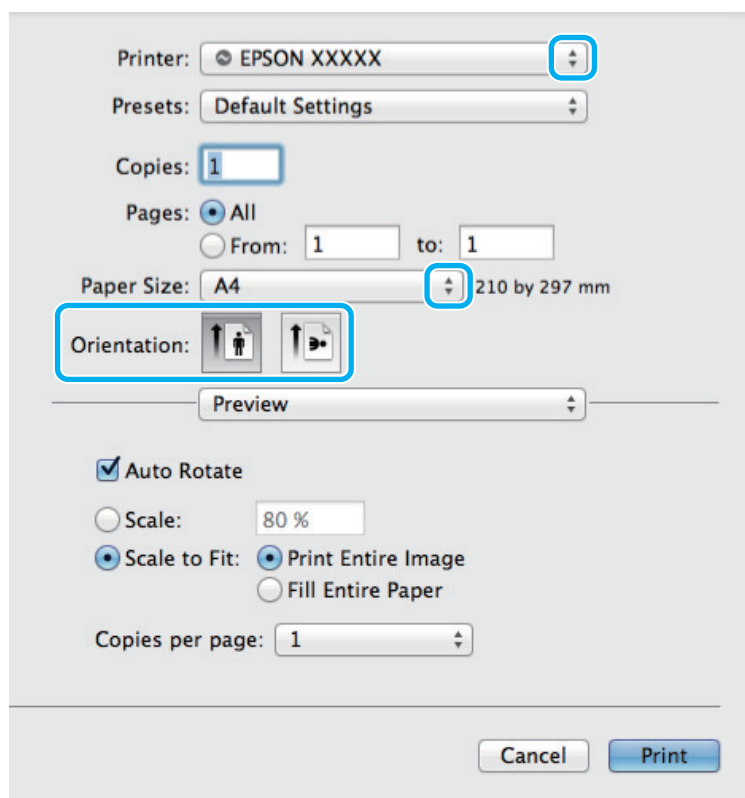 Printer: EPSON XXXXX
Presets: Default Settings
Copies: 1
Pages: All
From: 1 to: 1
Paper Size: A4 210 by 297 mm
Orientation:
Preview
Auto Rotate
Scale: 80 %
Scale to Fit: Print Entire Image
Fill Entire Paper
Copies per page: 1
Cancel Print